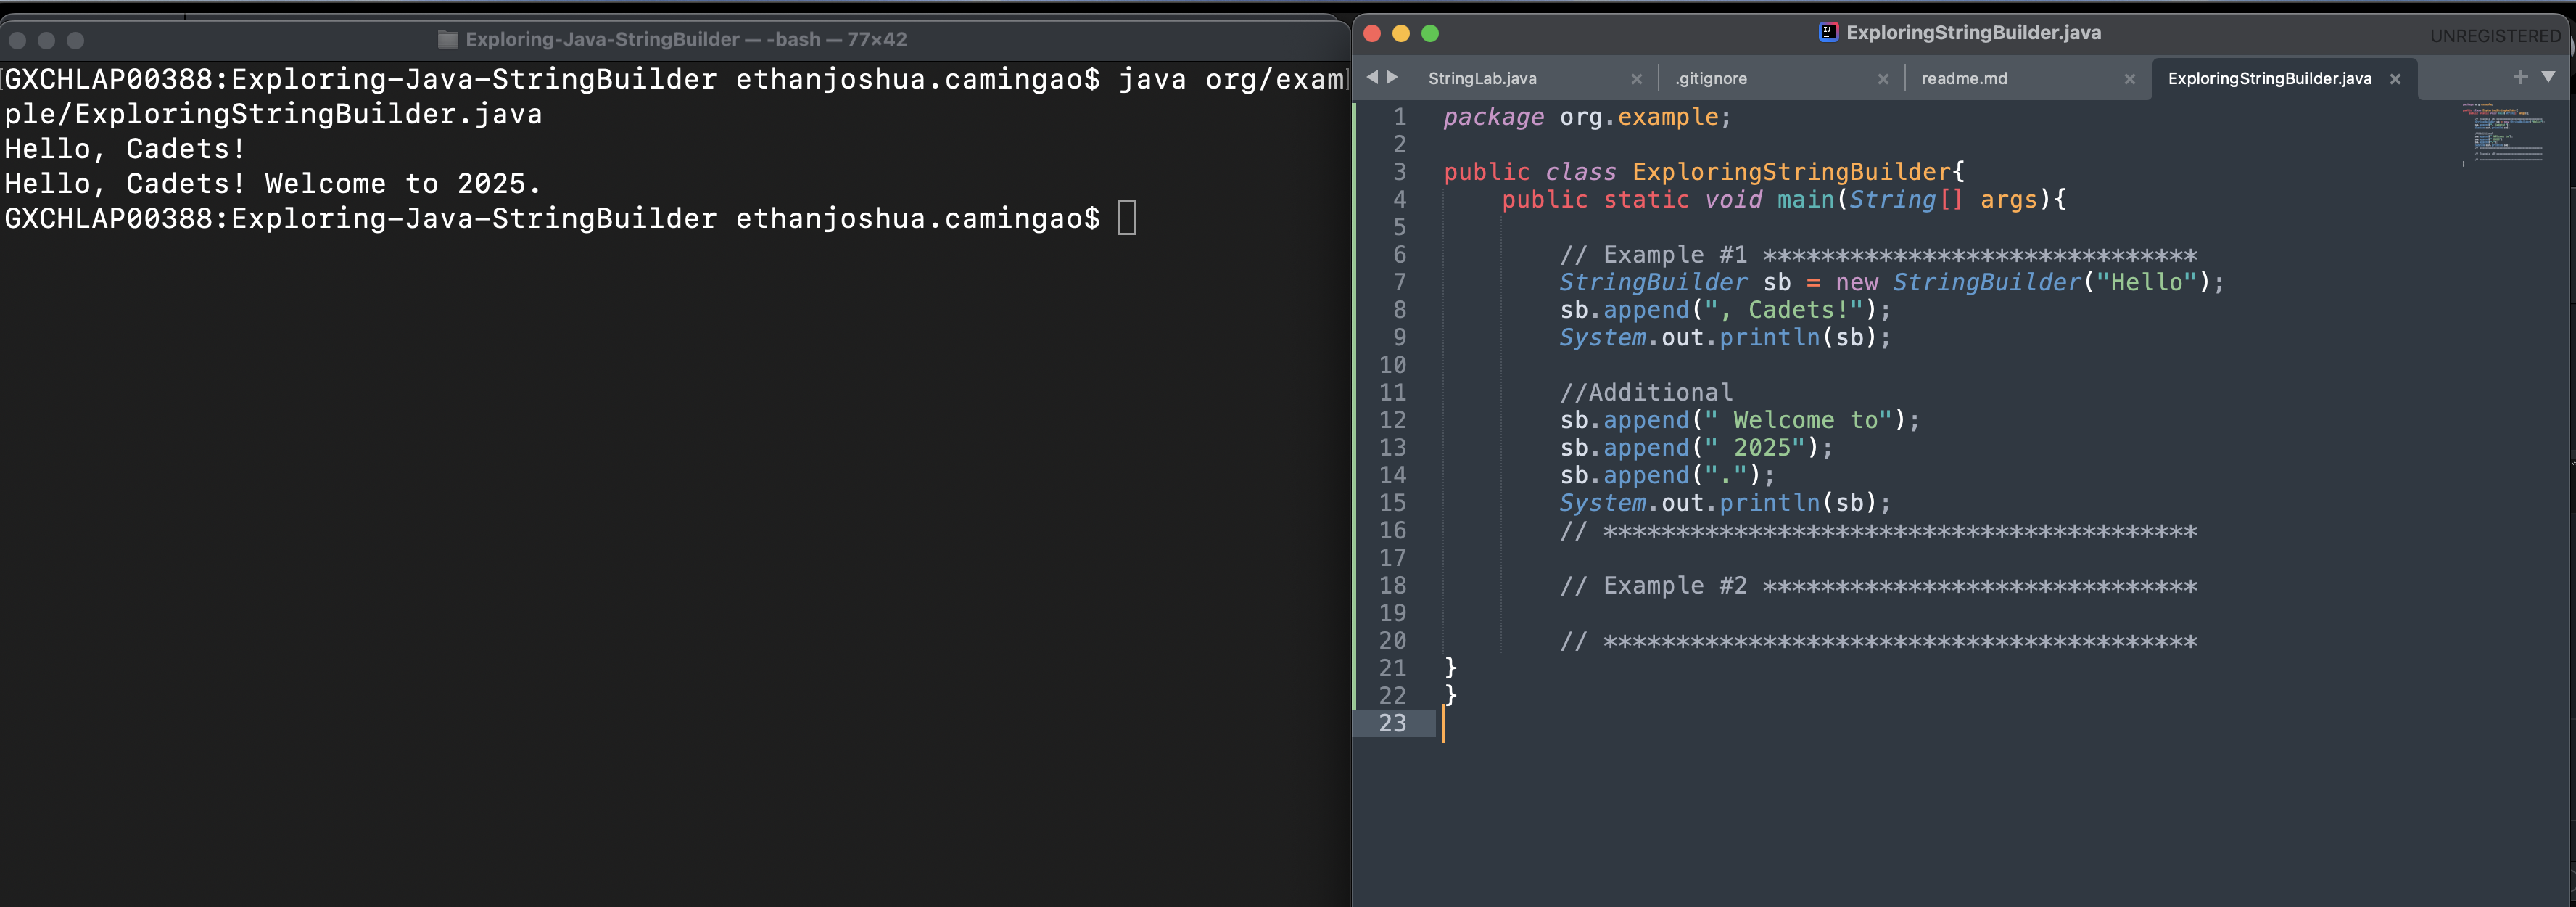 Exploring-Java-StringBuilder — -bash — 77×42
GXCHLAP00388:Exploring-Java-StringBuilder ethanjoshua.camingao$ java org/exam
ple/ExploringStringBuilder.java
Hello, Cadets!
Hello, Cadets! Welcome to 2025.
GXCHLAP00388:Exploring-Java-StringBuilder ethanjoshua.camingao$
ExploringStringBuilder.java
UNREGISTERED
StringLab.java
.gitignore
readme.md
ExploringStringBuilder.java
1 package org.example;
2
3 public class ExploringStringBuilder{
4     public static void main(String[] args){
5
6         // Example #1 ******************************
7         StringBuilder sb = new StringBuilder("Hello");
8         sb.append(", Cadets!");
9         System.out.println(sb);
10
11         //Additional
12         sb.append(" Welcome to");
13         sb.append(" 2025");
14         sb.append(".");
15         System.out.println(sb);
16         // *****************************************
17
18         // Example #2 ******************************
19
20         // *****************************************
21 }
22 }
23